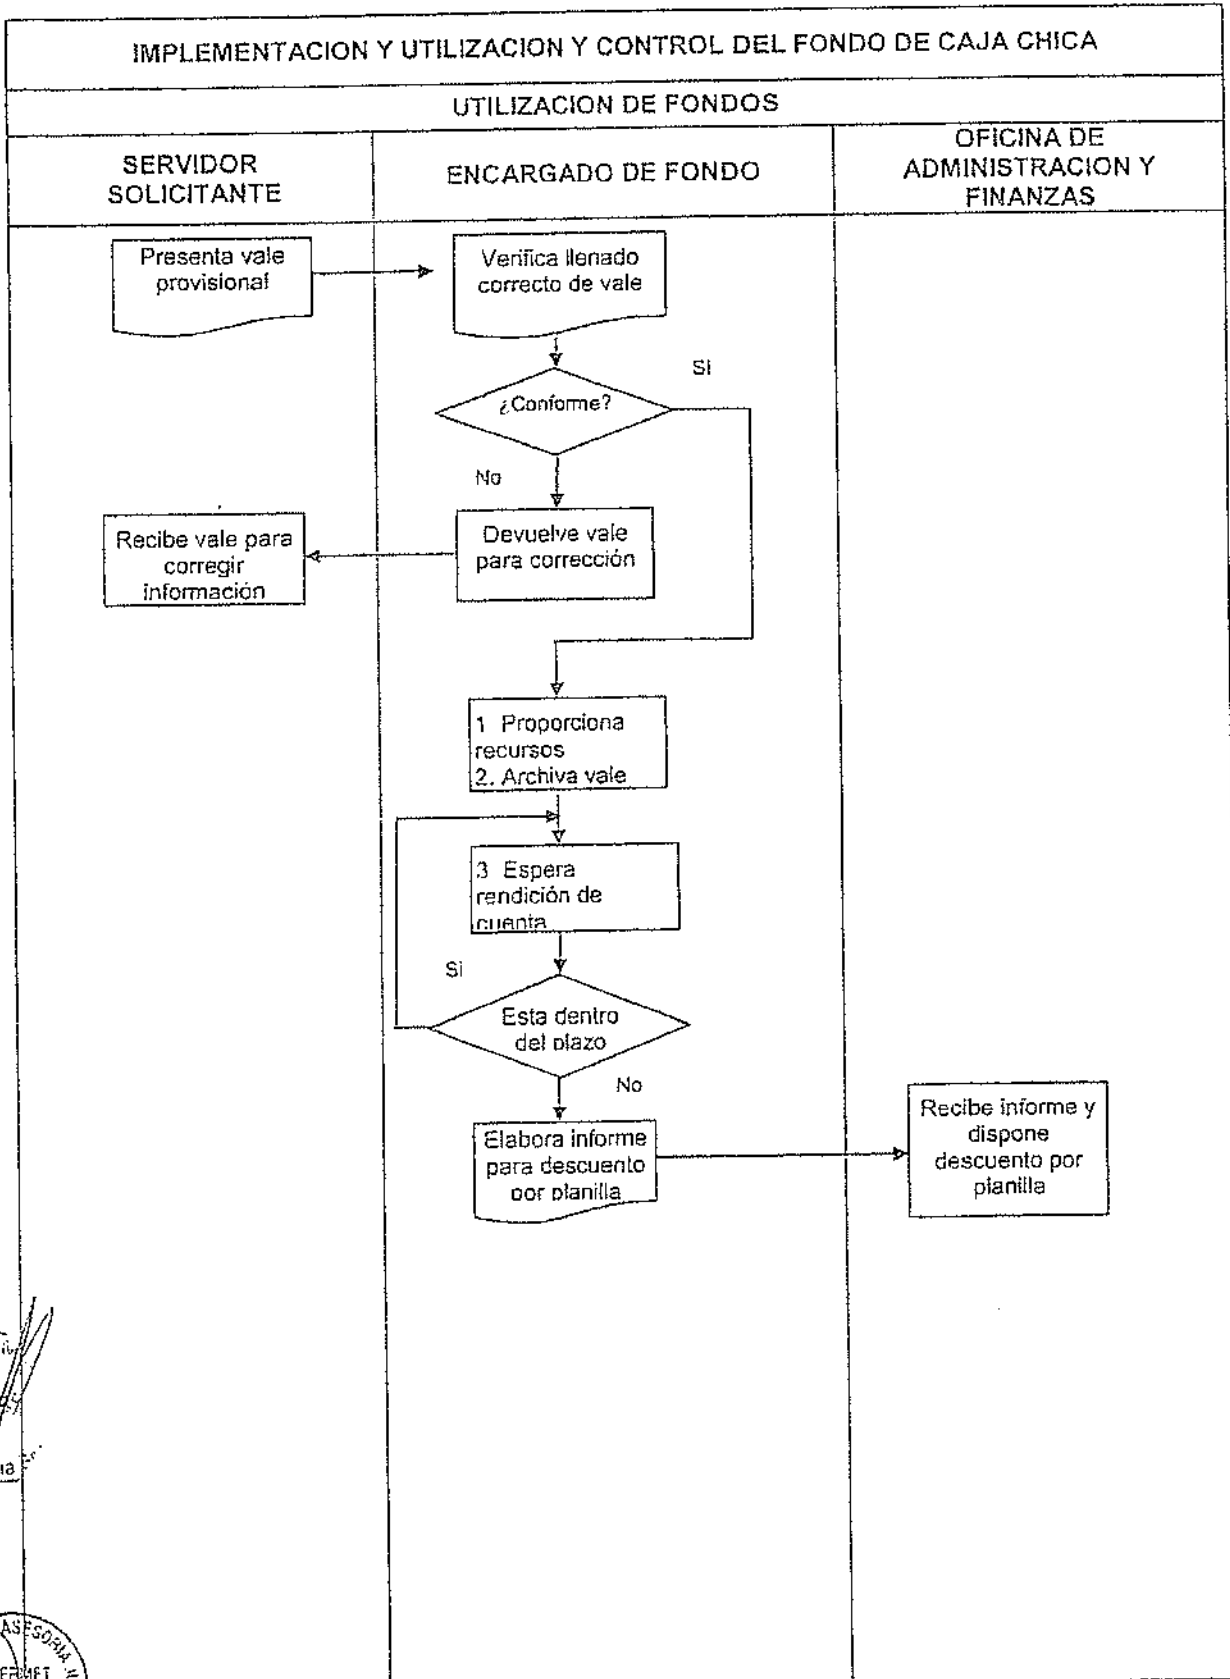 IMPLEMENTACION Y UTILIZACION Y CONTROL DEL FONDO DE CAJA CHICA
UTILIZACION DE FONDOS
SERVIDOR
SOLICITANTE
ENCARGADO DE FONDO
OFICINA DE
ADMINISTRACION Y
FINANZAS
Presenta vale
provisional
Verifica llenado
correcto de vale
SI
¿Conforme?
No
Devuelve vale
para corrección
Recibe vale para
corregir
información
1 Proporciona
recursos
2. Archiva vale
3 Espera
rendición de
cuenta
Si
Esta dentro
del plazo
No
Elabora informe
para descuento
por planilla
Recibe informe y
dispone
descuento por
planilla
ASESORIA